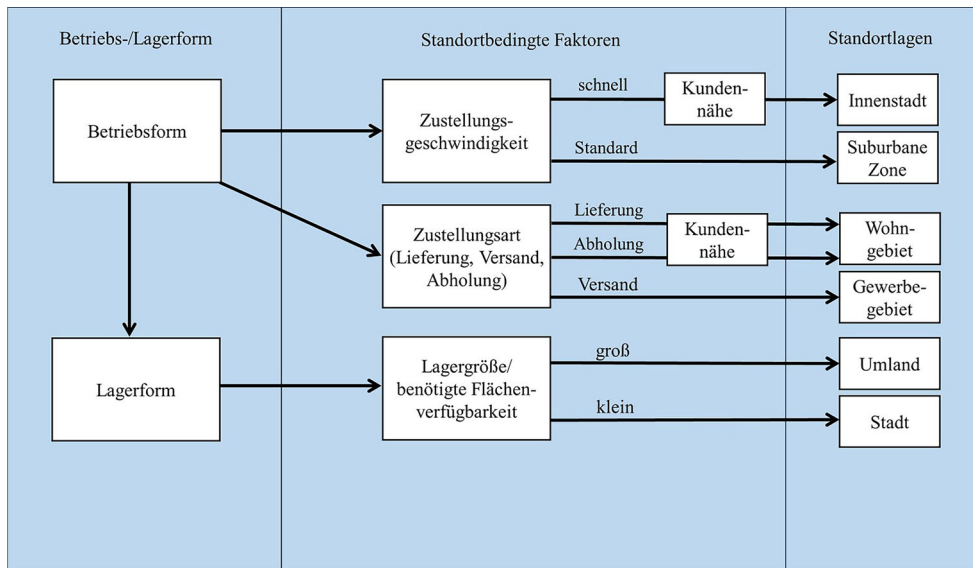 Betriebs-/Lagerform
Standortbedingte Faktoren
Standortlagen
Betriebsform
Zustellungs-
geschwindigkeit
schnell
Kunden-
nähe
Innenstadt
Standard
Suburbane
Zone
Zustellungsart
(Lieferung, Versand,
Abholung)
Lieferung
Abholung
Kunden-
nähe
Wohn-
gebiet
Versand
Gewerbe-
gebiet
Lagerform
Lagergröße/
benötigte Flächen-
verfügbarkeit
groß
Umland
klein
Stadt